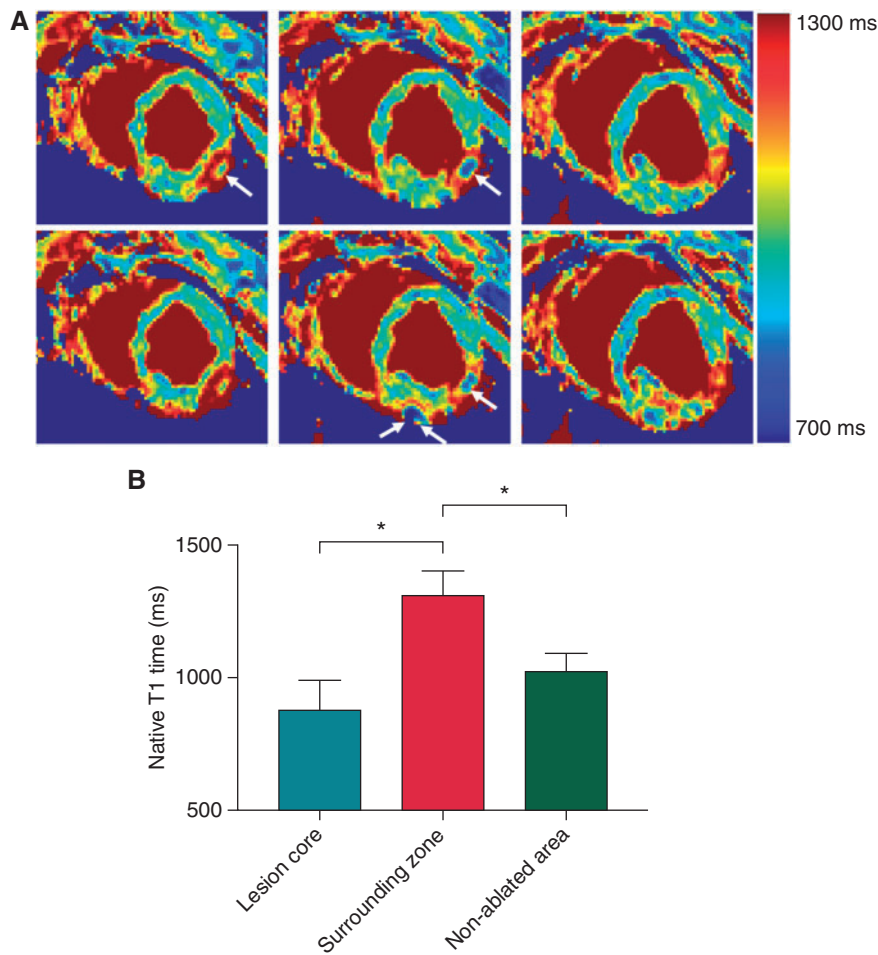 A
1300 ms
700 ms
B
*
*
1500
1000
500
Native T1 time (ms)
Lesion core
Surrounding zone
Non-ablated area